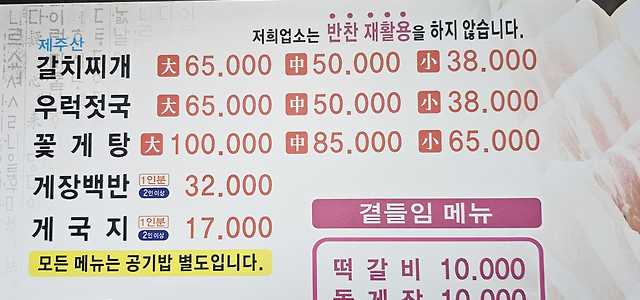 저희업소는 반찬 재활용을 하지 않습니다.
제주산
갈치찌개 大 65.000 中 50.000 小 38.000
우럭젓국 大 65.000 中 50.000 小 38.000
꽃게탕 大 100.000 中 85.000 小 65.000
게장백반 1인분 2인이상 32.000
게국지 1인분 2인이상 17.000
모든 메뉴는 공기밥 별도입니다.
곁들임 메뉴
떡갈비 10.000
돌게장 10.000